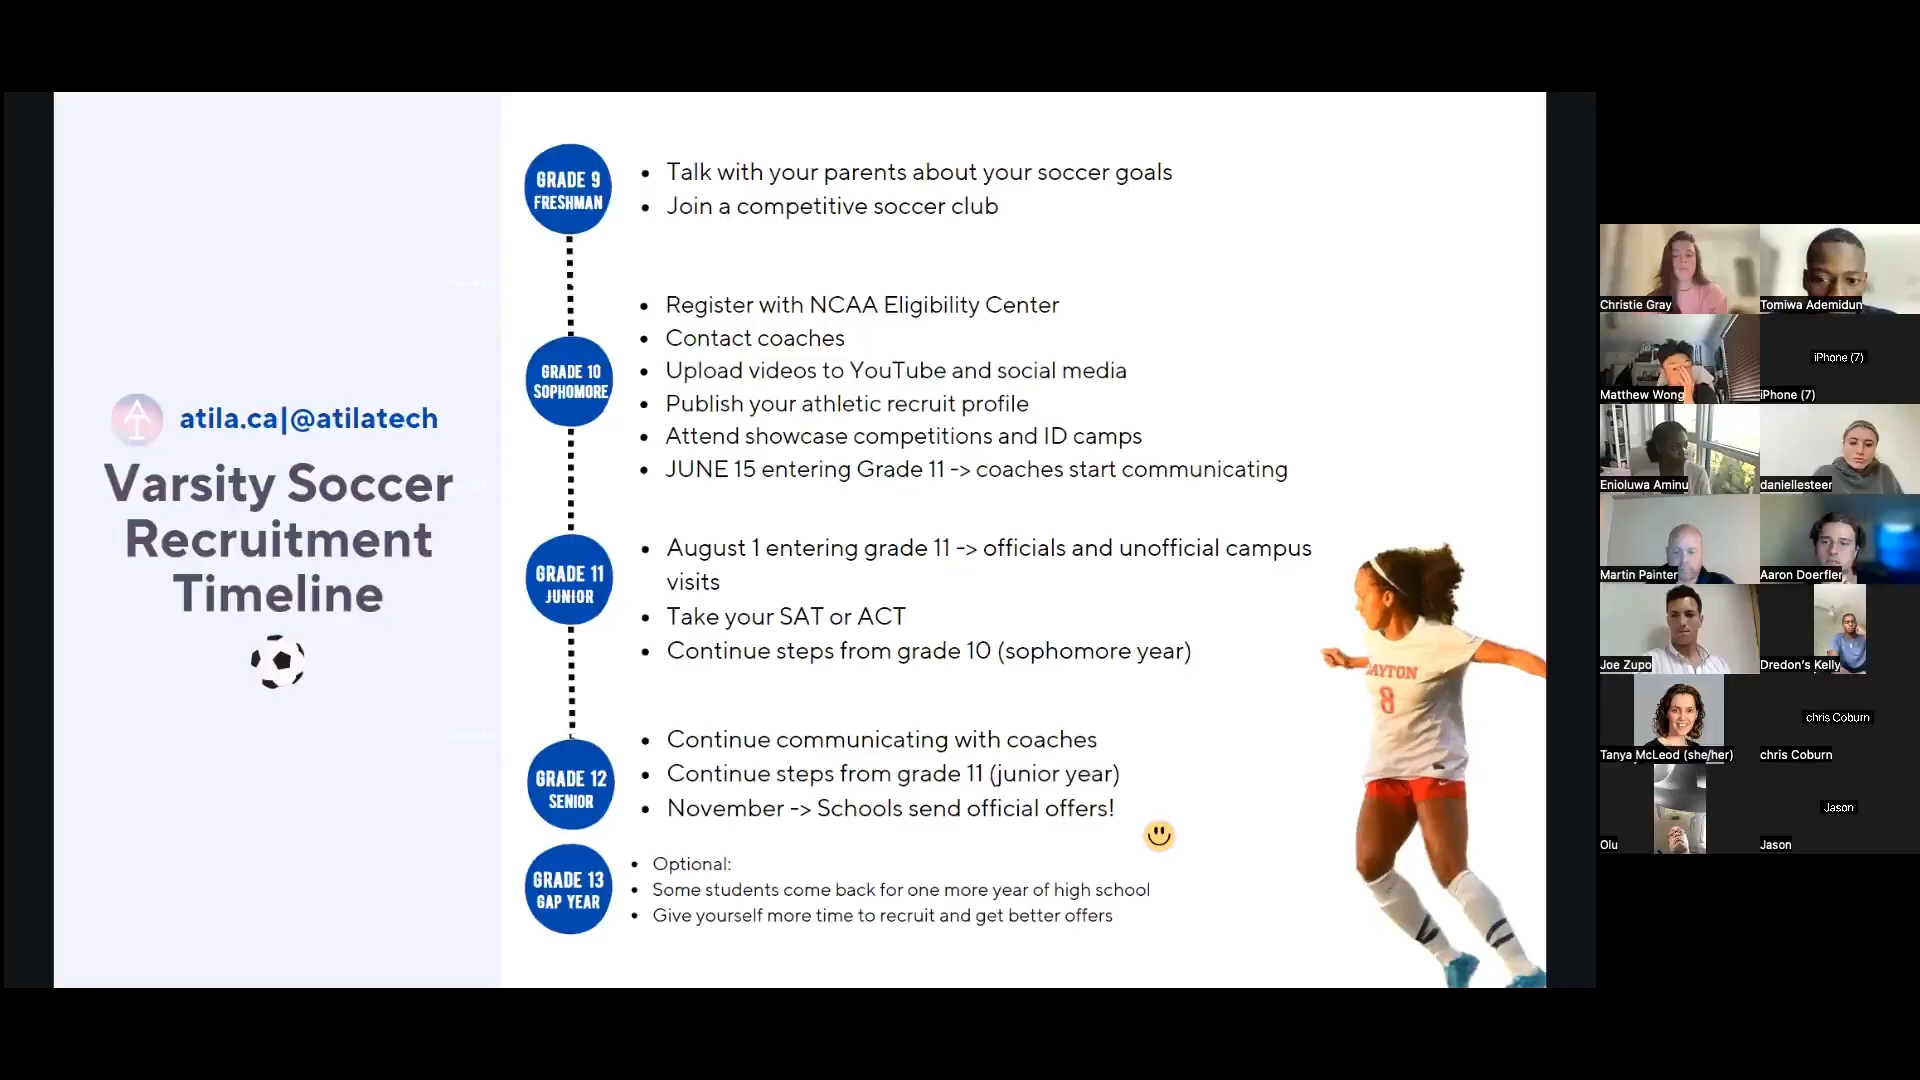 atila.ca|@atilatech
Varsity Soccer
Recruitment
Timeline
GRADE 9
FRESHMAN
• Talk with your parents about your soccer goals
• Join a competitive soccer club
GRADE 10
SOPHOMORE
• Register with NCAA Eligibility Center
• Contact coaches
• Upload videos to YouTube and social media
• Publish your athletic recruit profile
• Attend showcase competitions and ID camps
• JUNE 15 entering Grade 11 -> coaches start communicating
GRADE 11
JUNIOR
• August 1 entering grade 11 -> officials and unofficial campus
visits
• Take your SAT or ACT
• Continue steps from grade 10 (sophomore year)
GRADE 12
SENIOR
• Continue communicating with coaches
• Continue steps from grade 11 (junior year)
• November -> Schools send official offers!
GRADE 13
GAP YEAR
• Optional:
• Some students come back for one more year of high school
• Give yourself more time to recruit and get better offers
AYTON
8
Christie Gray
Tomiwa Ademidun
Matthew Wong
iPhone (7)
iPhone (7)
Enioluwa Aminu
daniellesteer
Martin Painter
Aaron Doerfler
Joe Zupo
Dredon's Kelly
Tanya McLeod (she/her)
chris Coburn
chris Coburn
Olu
Jason
Jason